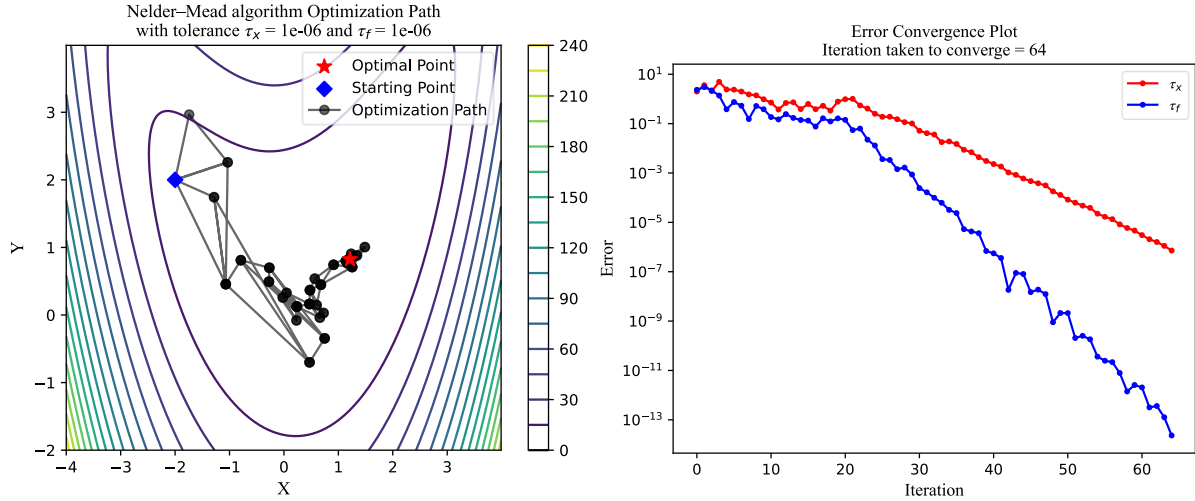 Nelder–Mead algorithm Optimization Path
with tolerance τx = 1e-06 and τf = 1e-06
Optimal Point
Starting Point
Optimization Path
Y
3
2
1
0
−1
−2
−4
−3
−2
−1
0
1
2
3
X
240
210
180
150
120
90
60
30
0
Error Convergence Plot
Iteration taken to converge = 64
τx
τf
Error
10^1
10^−1
10^−3
10^−5
10^−7
10^−9
10^−11
10^−13
0
10
20
30
40
50
60
Iteration